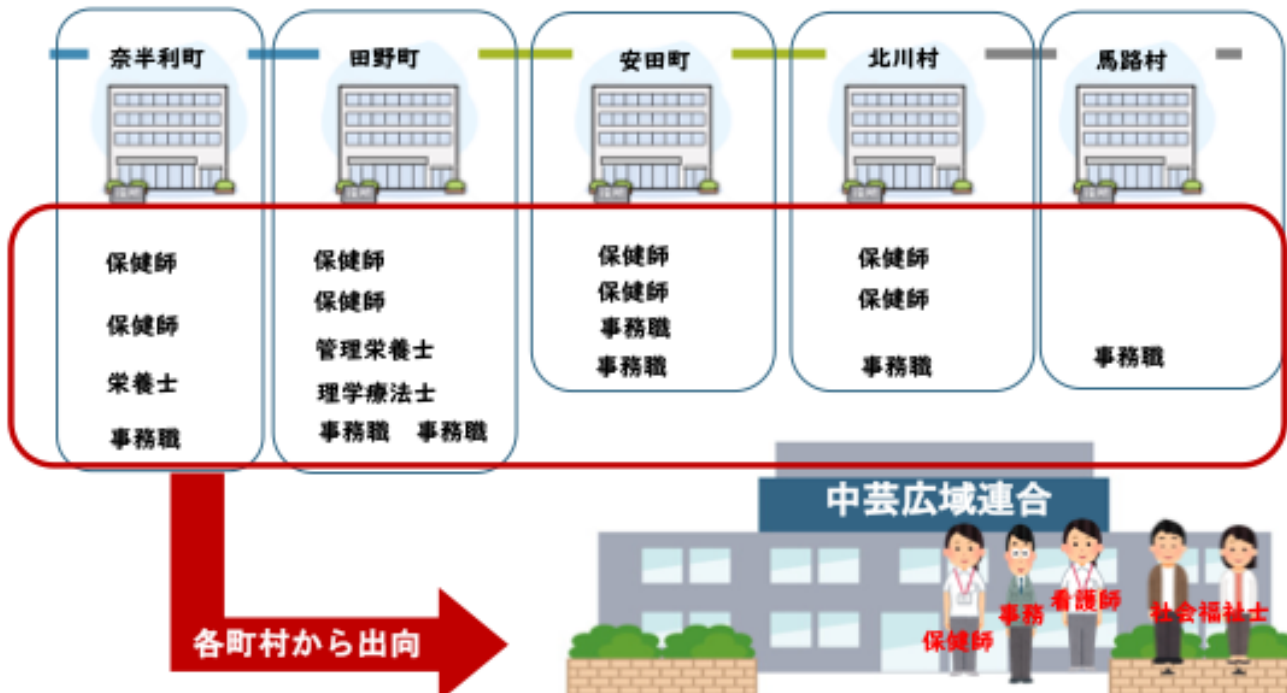 奈半利町
田野町
安田町
北川村
馬路村
保健師
保健師
栄養士
事務職
保健師
保健師
管理栄養士
理学療法士
事務職　事務職
保健師
保健師
事務職
事務職
保健師
保健師
事務職
事務職
中芸広域連合
保健師
事務
看護師
社会福祉士
各町村から出向